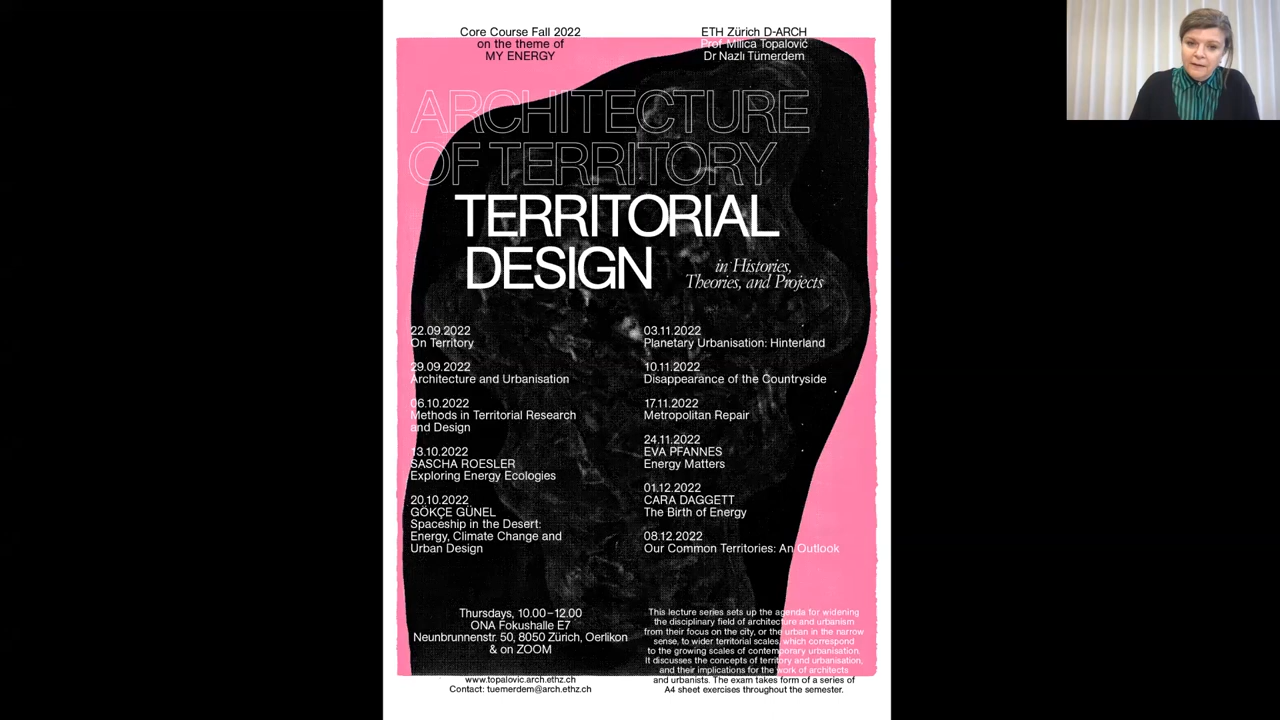 Core Course Fall 2022
on the theme of
MY ENERGY
ETH Zürich D-ARCH
Prof Milica Topalović
Dr Nazlı Tümerdem
ARCHITECTURE
OF TERRITORY
TERRITORIAL
DESIGN
in Histories,
Theories, and Projects
22.09.2022
On Territory
29.09.2022
Architecture and Urbanisation
06.10.2022
Methods in Territorial Research
and Design
13.10.2022
SASCHA ROESLER
Exploring Energy Ecologies
20.10.2022
GÖKÇE GÜNEL
Spaceship in the Desert:
Energy, Climate Change and
Urban Design
03.11.2022
Planetary Urbanisation: Hinterland
10.11.2022
Disappearance of the Countryside
17.11.2022
Metropolitan Repair
24.11.2022
EVA PFANNES
Energy Matters
01.12.2022
CARA DAGGETT
The Birth of Energy
08.12.2022
Our Common Territories: An Outlook
Thursdays, 10.00–12.00
ONA Fokushalle E7
Neunbrunnenstr. 50, 8050 Zürich, Oerlikon
& on ZOOM
www.topalovic.arch.ethz.ch
Contact: tuemerdem@arch.ethz.ch
This lecture series sets up the agenda for widening
the disciplinary field of architecture and urbanism
from their focus on the city, or the urban in the narrow
sense, to wider territorial scales, which correspond
to the growing scales of contemporary urbanisation.
It discusses the concepts of territory and urbanisation,
and their implications for the work of architects
and urbanists. The exam takes form of a series of
A4 sheet exercises throughout the semester.